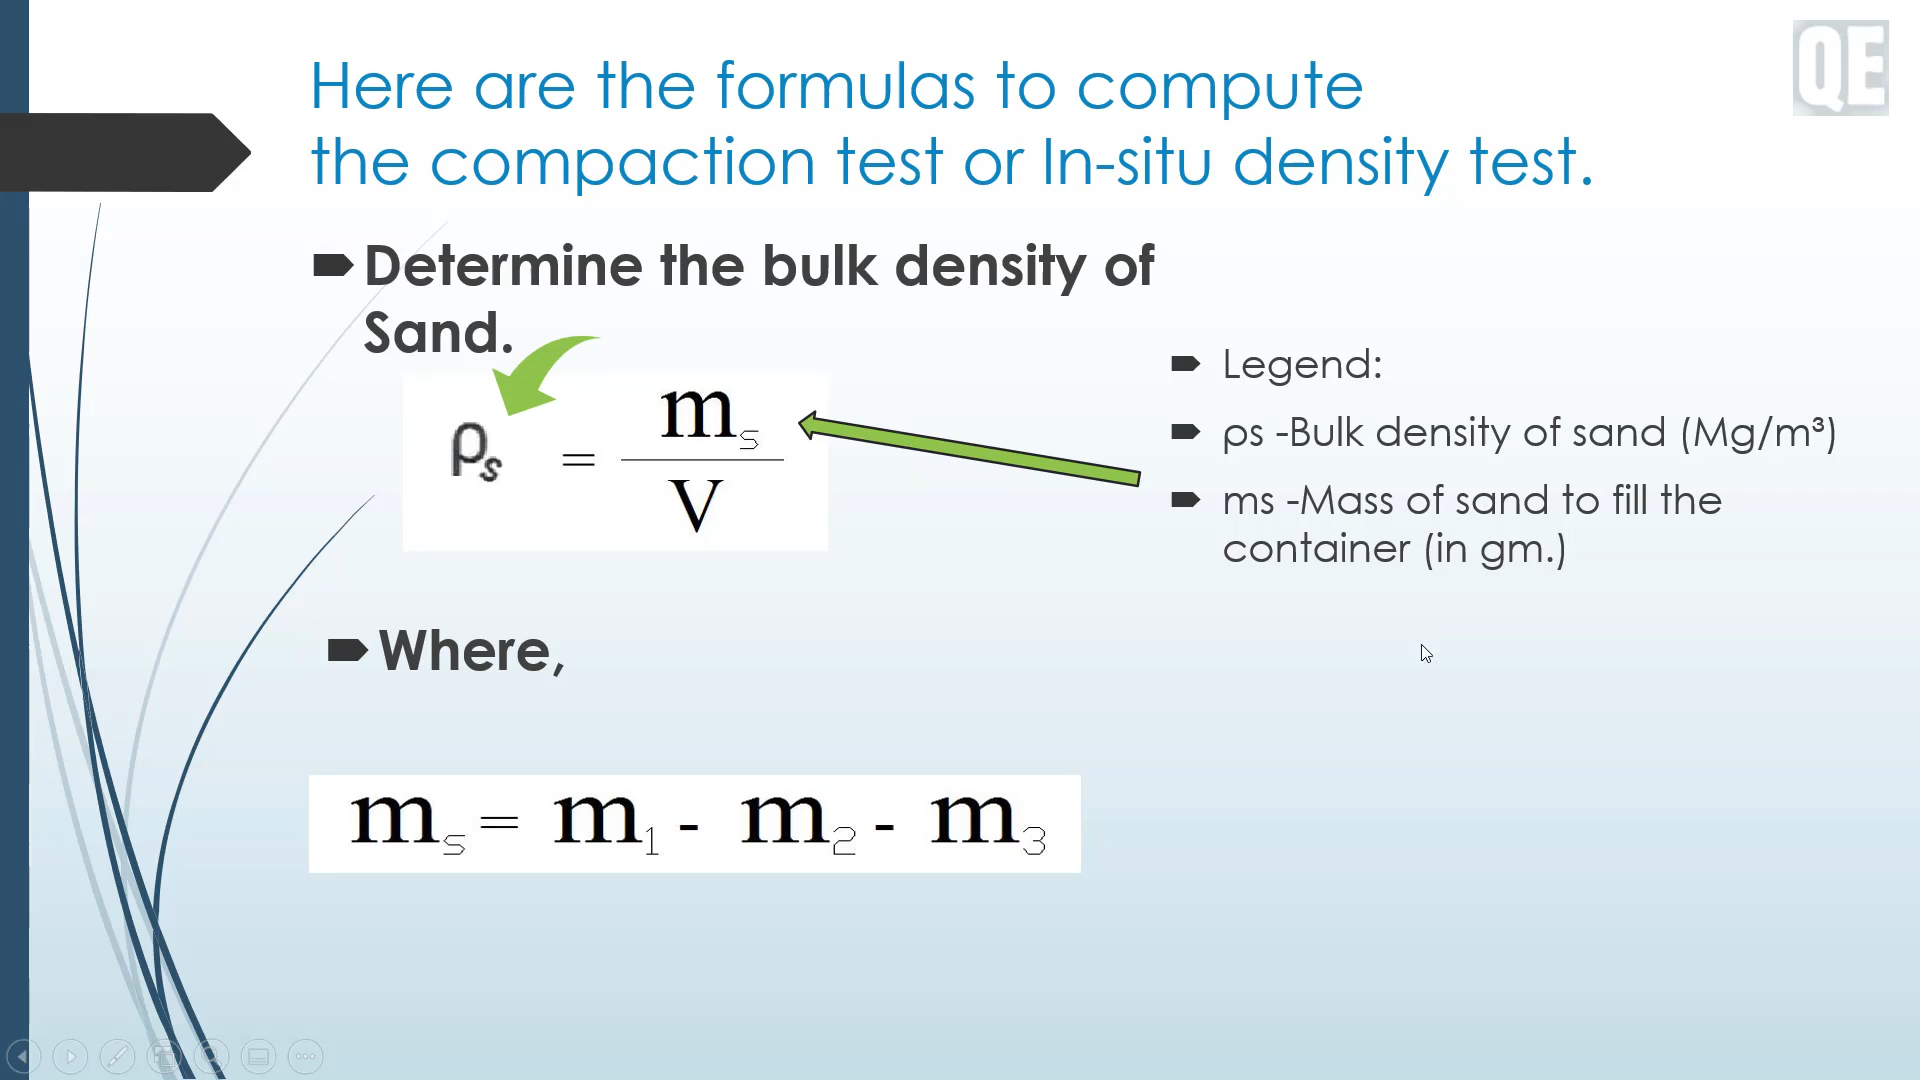 QE
Here are the formulas to compute
the compaction test or In-situ density test.
Determine the bulk density of
Sand.
ρs = ms / V
Legend:
ρs -Bulk density of sand (Mg/m³)
ms -Mass of sand to fill the
container (in gm.)
Where,
ms = m1 - m2 - m3